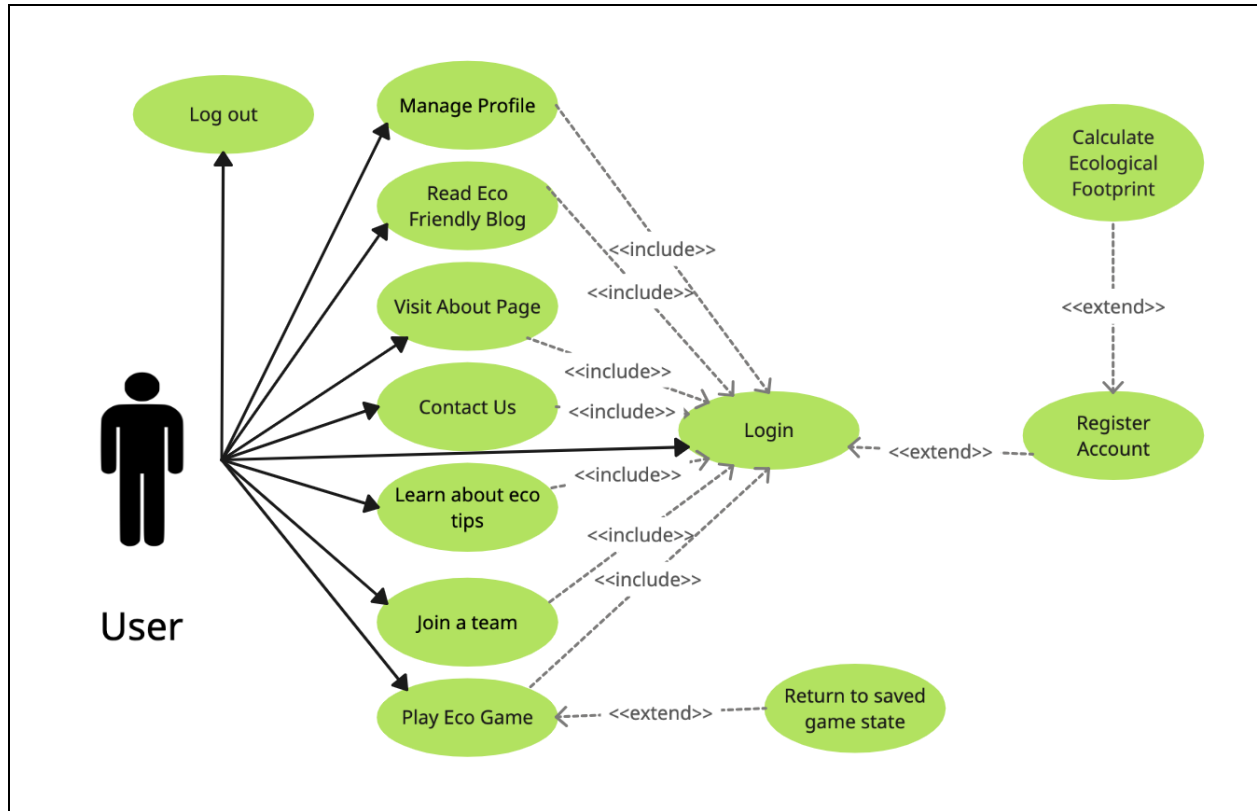 Log out
Manage Profile
Calculate
Ecological
Footprint
Read Eco
Friendly Blog
<<include>>
<<include>>
Visit About Page
<<extend>>
<<include>>
Contact Us
<<include>>
Login
Register
Account
<<extend>>
<<include>>
Learn about eco
tips
<<include>>
<<include>>
Join a team
User
Play Eco Game
<<extend>>
Return to saved
game state